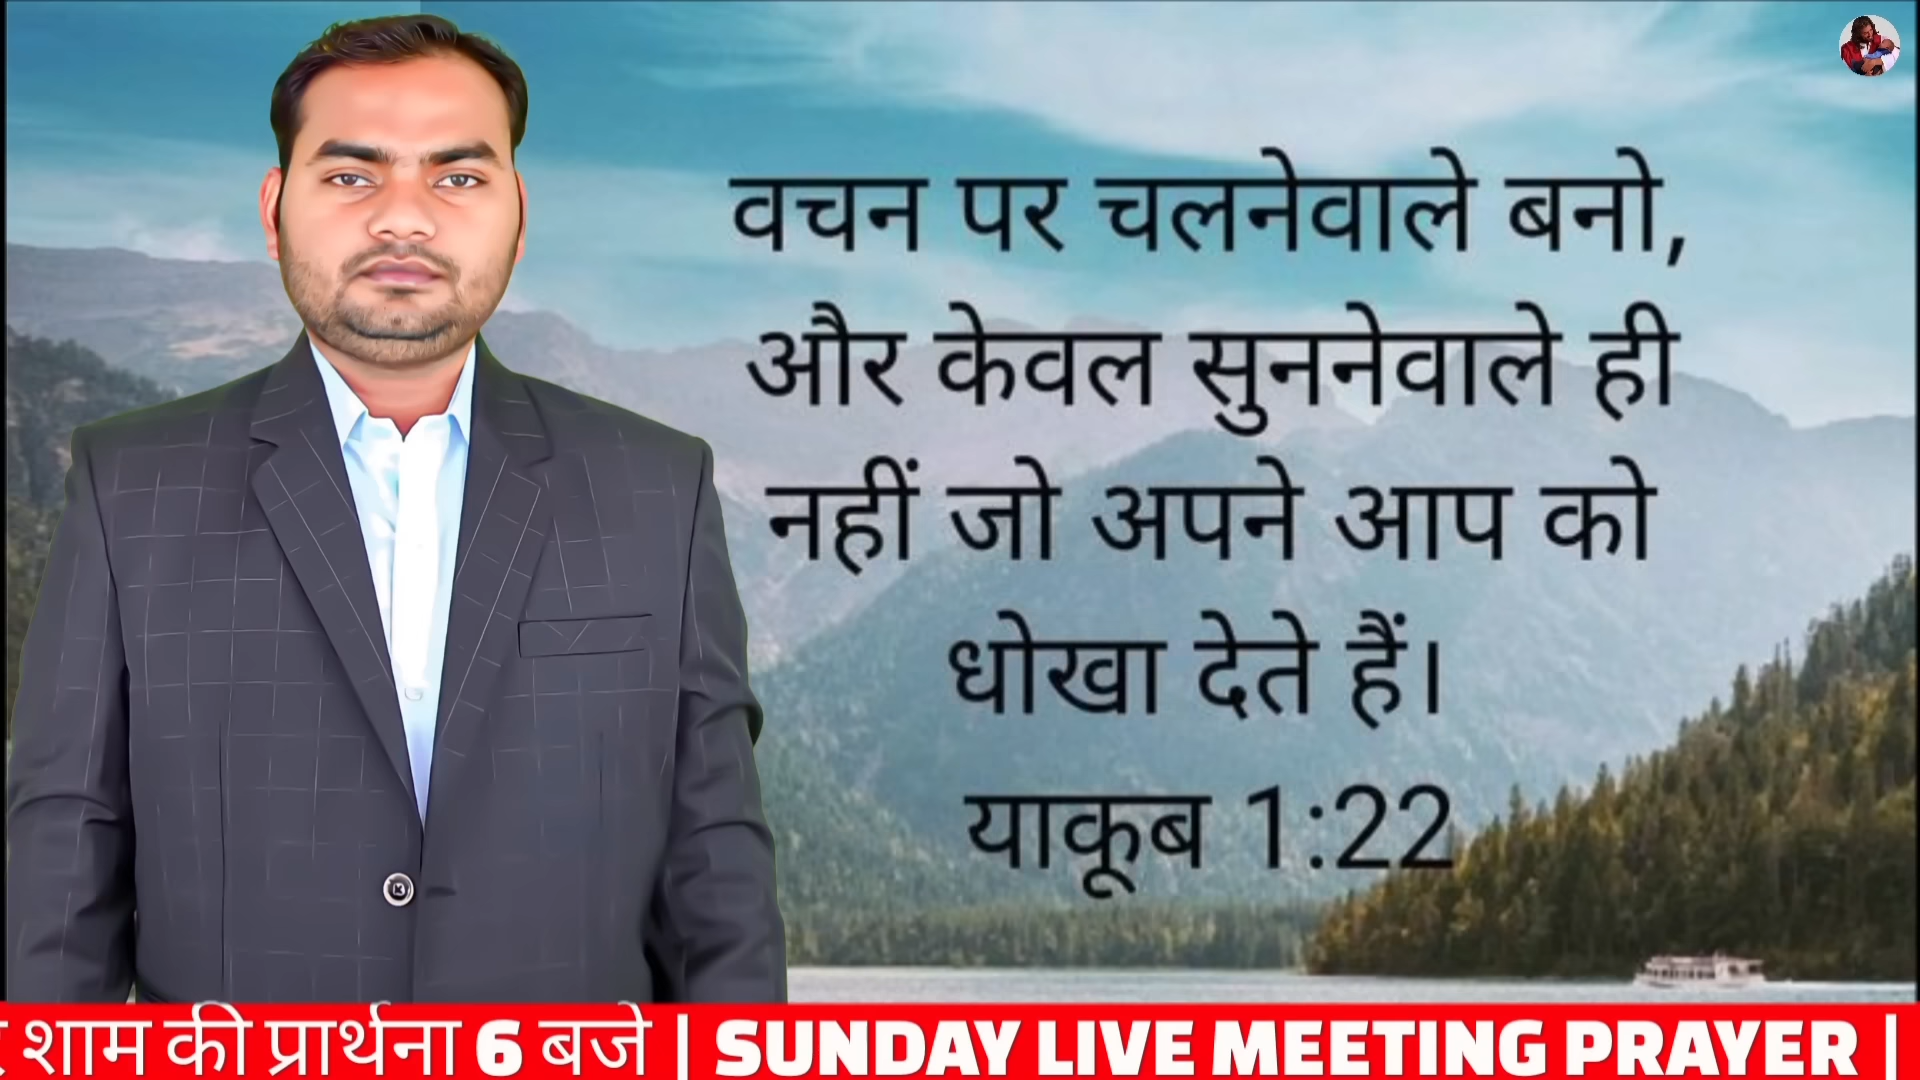 वचन पर चलनेवाले बनो,
और केवल सुननेवाले ही
नहीं जो अपने आप को
धोखा देते हैं।
याकूब 1:22
शाम की प्रार्थना 6 बजे | SUNDAY LIVE MEETING PRAYER |